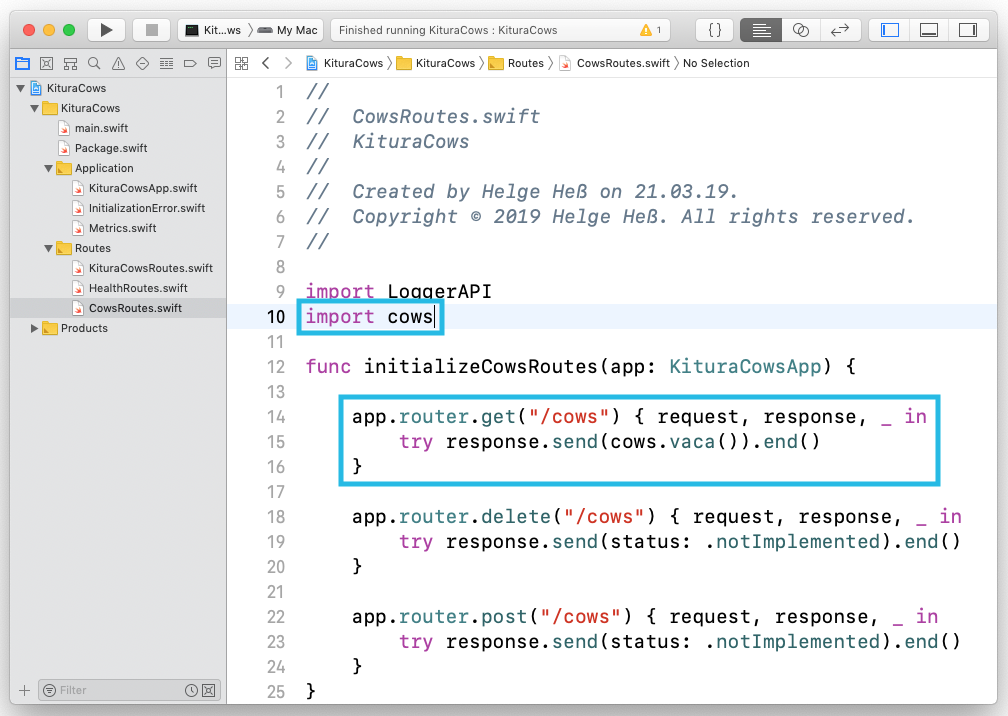 Kit...ws 〉 My Mac
Finished running KituraCows : KituraCows
1
{ }
KituraCows 〉 KituraCows 〉 Routes 〉 CowsRoutes.swift 〉 No Selection
KituraCows
KituraCows
main.swift
Package.swift
Application
KituraCowsApp.swift
InitializationError.swift
Metrics.swift
Routes
KituraCowsRoutes.swift
HealthRoutes.swift
CowsRoutes.swift
Products
Filter
1 //
2 //  CowsRoutes.swift
3 //  KituraCows
4 //
5 //  Created by Helge Heß on 21.03.19.
6 //  Copyright © 2019 Helge Heß. All rights reserved.
7 //
8
9 import LoggerAPI
10 import cows
11
12 func initializeCowsRoutes(app: KituraCowsApp) {
13
14     app.router.get("/cows") { request, response, _ in
15         try response.send(cows.vaca()).end()
16     }
17
18     app.router.delete("/cows") { request, response, _ in
19         try response.send(status: .notImplemented).end()
20     }
21
22     app.router.post("/cows") { request, response, _ in
23         try response.send(status: .notImplemented).end()
24     }
25 }